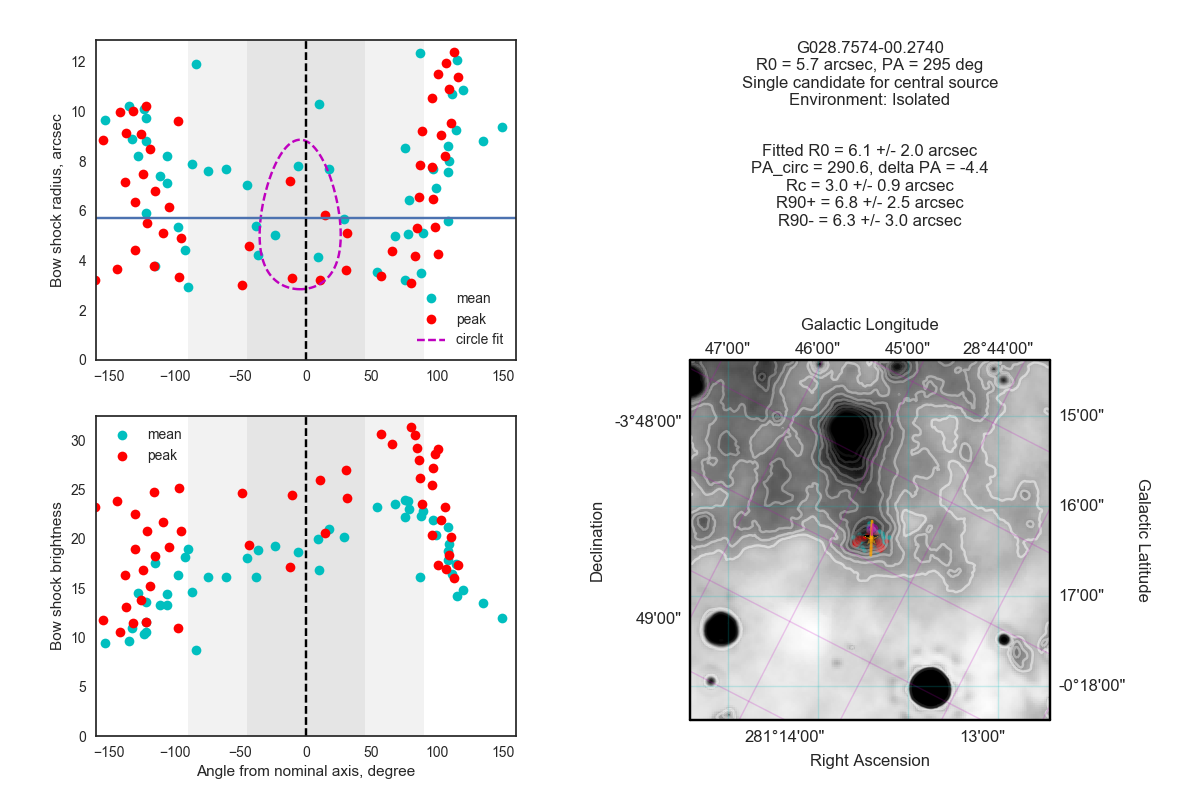 12
10
8
6
4
2
0
Bow shock radius, arcsec
mean
peak
circle fit
−150
−100
−50
0
50
100
150
30
25
20
15
10
5
0
Bow shock brightness
mean
peak
−150
−100
−50
0
50
100
150
Angle from nominal axis, degree
G028.7574-00.2740
R0 = 5.7 arcsec, PA = 295 deg
Single candidate for central source
Environment: Isolated
Fitted R0 = 6.1 +/- 2.0 arcsec
PA_circ = 290.6, delta PA = -4.4
Rc = 3.0 +/- 0.9 arcsec
R90+ = 6.8 +/- 2.5 arcsec
R90- = 6.3 +/- 3.0 arcsec
Galactic Longitude
47'00"
46'00"
45'00"
28°44'00"
-3°48'00"
49'00"
Declination
15'00"
16'00"
17'00"
-0°18'00"
Galactic Latitude
281°14'00"
13'00"
Right Ascension